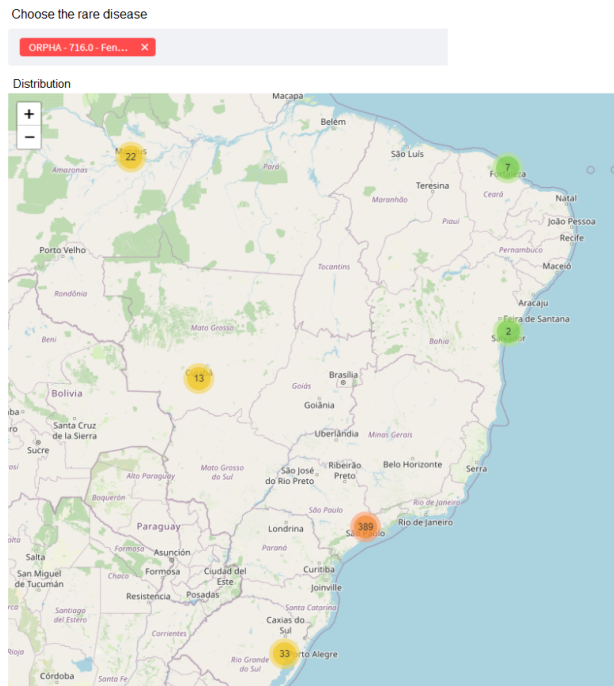 Choose the rare disease
ORPHA - 716.0 - Fen... ×
Distribution
+
−
Macapá
Belém
22
Amazonas
Pará
São Luís
7
Fortaleza
Teresina
Ceará
Maranhão
Natal
Piauí
João Pessoa
Recife
Pernambuco
Porto Velho
Maceió
Tocantins
Rondônia
Aracaju
Feira de Santana
Mato Grosso
2
Salvador
Beni
Bahia
13
Brasília
Goiás
Bolivia
Goiânia
Santa Cruz
de la Sierra
Uberlândia
Minas Gerais
Sucre
Mato Grosso
do Sul
São José
do Rio Preto
Ribeirão
Preto
Belo Horizonte
Serra
Alto Paraguay
Boquerón
Rio de Janeiro
São Paulo
389
São Paulo
Rio de Janeiro
Paraguay
Londrina
Formosa
Asunción
Paraná
Salta
Chaco
Formosa
Ciudad del
Este
Curitiba
San Miguel
de Tucumán
Resistencia
Posadas
Joinville
Santiago
del Estero
Santa Catarina
Caxias do
Sul
Corrientes
33
Porto Alegre
Rio Grande
do Sul
Córdoba